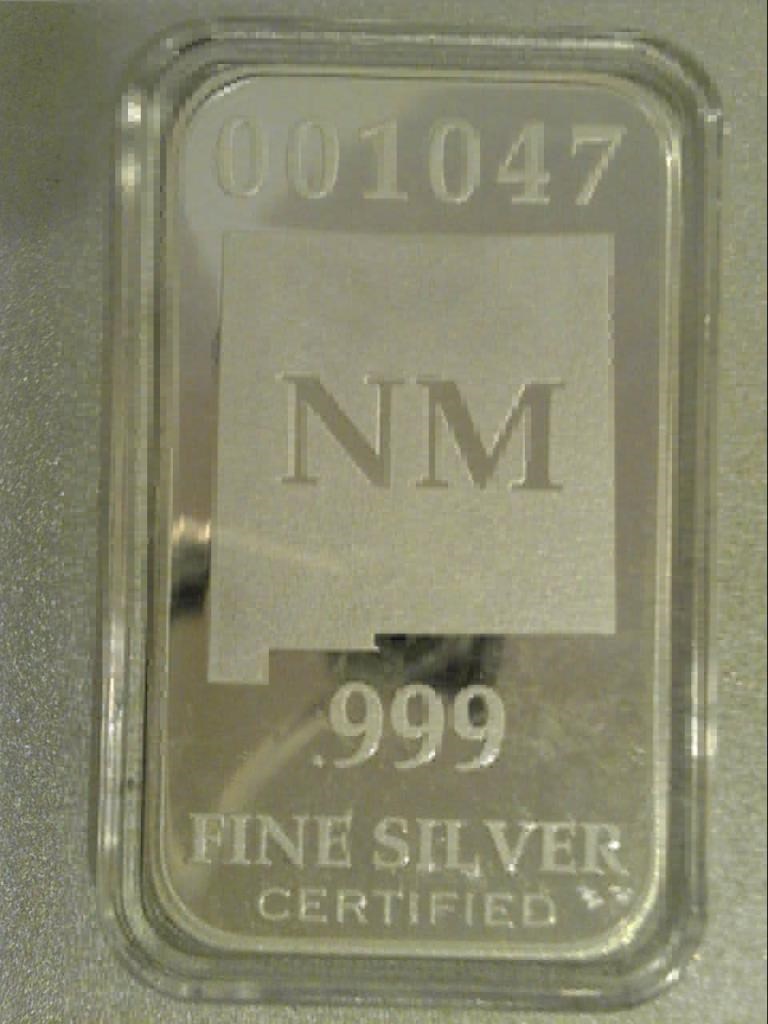 001047
NM
.999
FINE SILVER
CERTIFIED